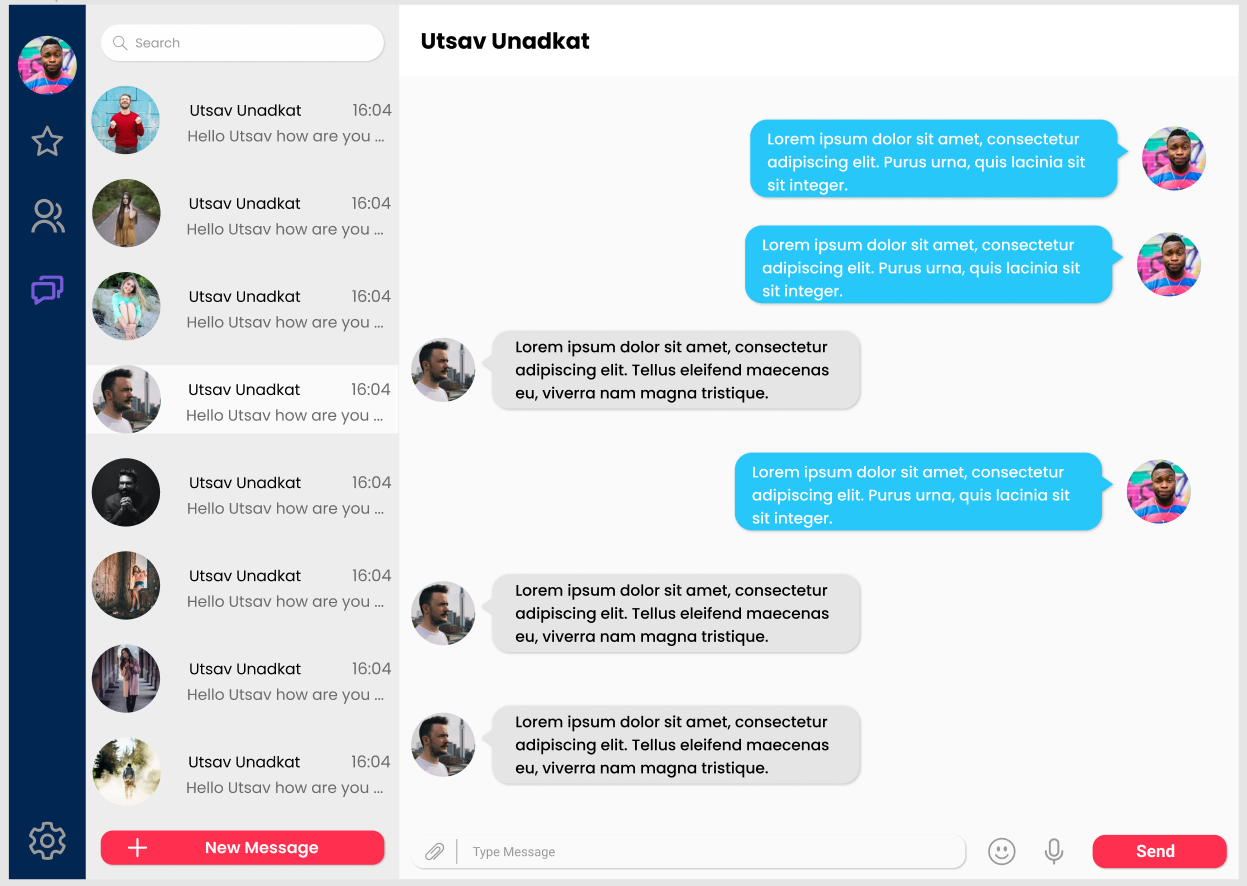 Search
Utsav Unadkat 16:04
Hello Utsav how are you ...
Utsav Unadkat 16:04
Hello Utsav how are you ...
Utsav Unadkat 16:04
Hello Utsav how are you ...
Utsav Unadkat 16:04
Hello Utsav how are you ...
Utsav Unadkat 16:04
Hello Utsav how are you ...
Utsav Unadkat 16:04
Hello Utsav how are you ...
Utsav Unadkat 16:04
Hello Utsav how are you ...
Utsav Unadkat 16:04
Hello Utsav how are you ...
New Message
Utsav Unadkat
Lorem ipsum dolor sit amet, consectetur
adipiscing elit. Purus urna, quis lacinia sit
sit integer.
Lorem ipsum dolor sit amet, consectetur
adipiscing elit. Purus urna, quis lacinia sit
sit integer.
Lorem ipsum dolor sit amet, consectetur
adipiscing elit. Tellus eleifend maecenas
eu, viverra nam magna tristique.
Lorem ipsum dolor sit amet, consectetur
adipiscing elit. Purus urna, quis lacinia sit
sit integer.
Lorem ipsum dolor sit amet, consectetur
adipiscing elit. Tellus eleifend maecenas
eu, viverra nam magna tristique.
Lorem ipsum dolor sit amet, consectetur
adipiscing elit. Tellus eleifend maecenas
eu, viverra nam magna tristique.
Type Message
Send